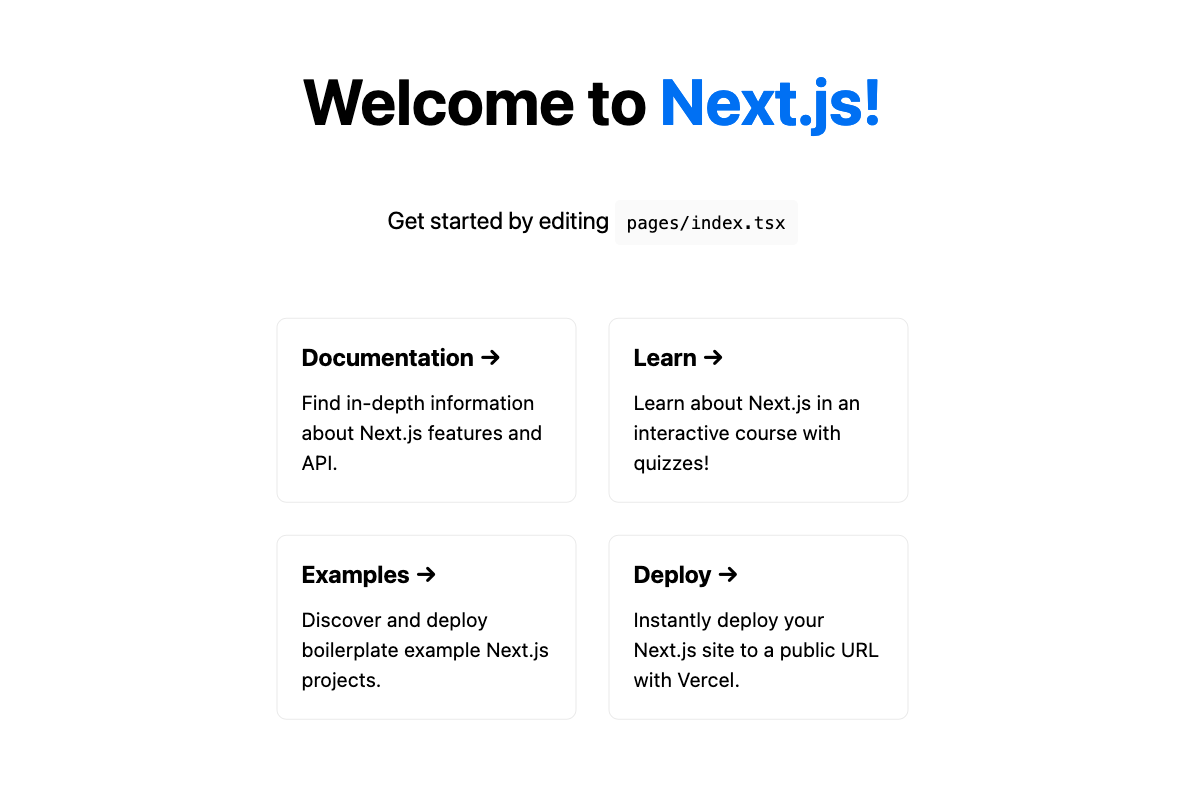 Welcome to Next.js!
Get started by editing pages/index.tsx
Documentation →
Find in-depth information
about Next.js features and
API.
Learn →
Learn about Next.js in an
interactive course with
quizzes!
Examples →
Discover and deploy
boilerplate example Next.js
projects.
Deploy →
Instantly deploy your
Next.js site to a public URL
with Vercel.